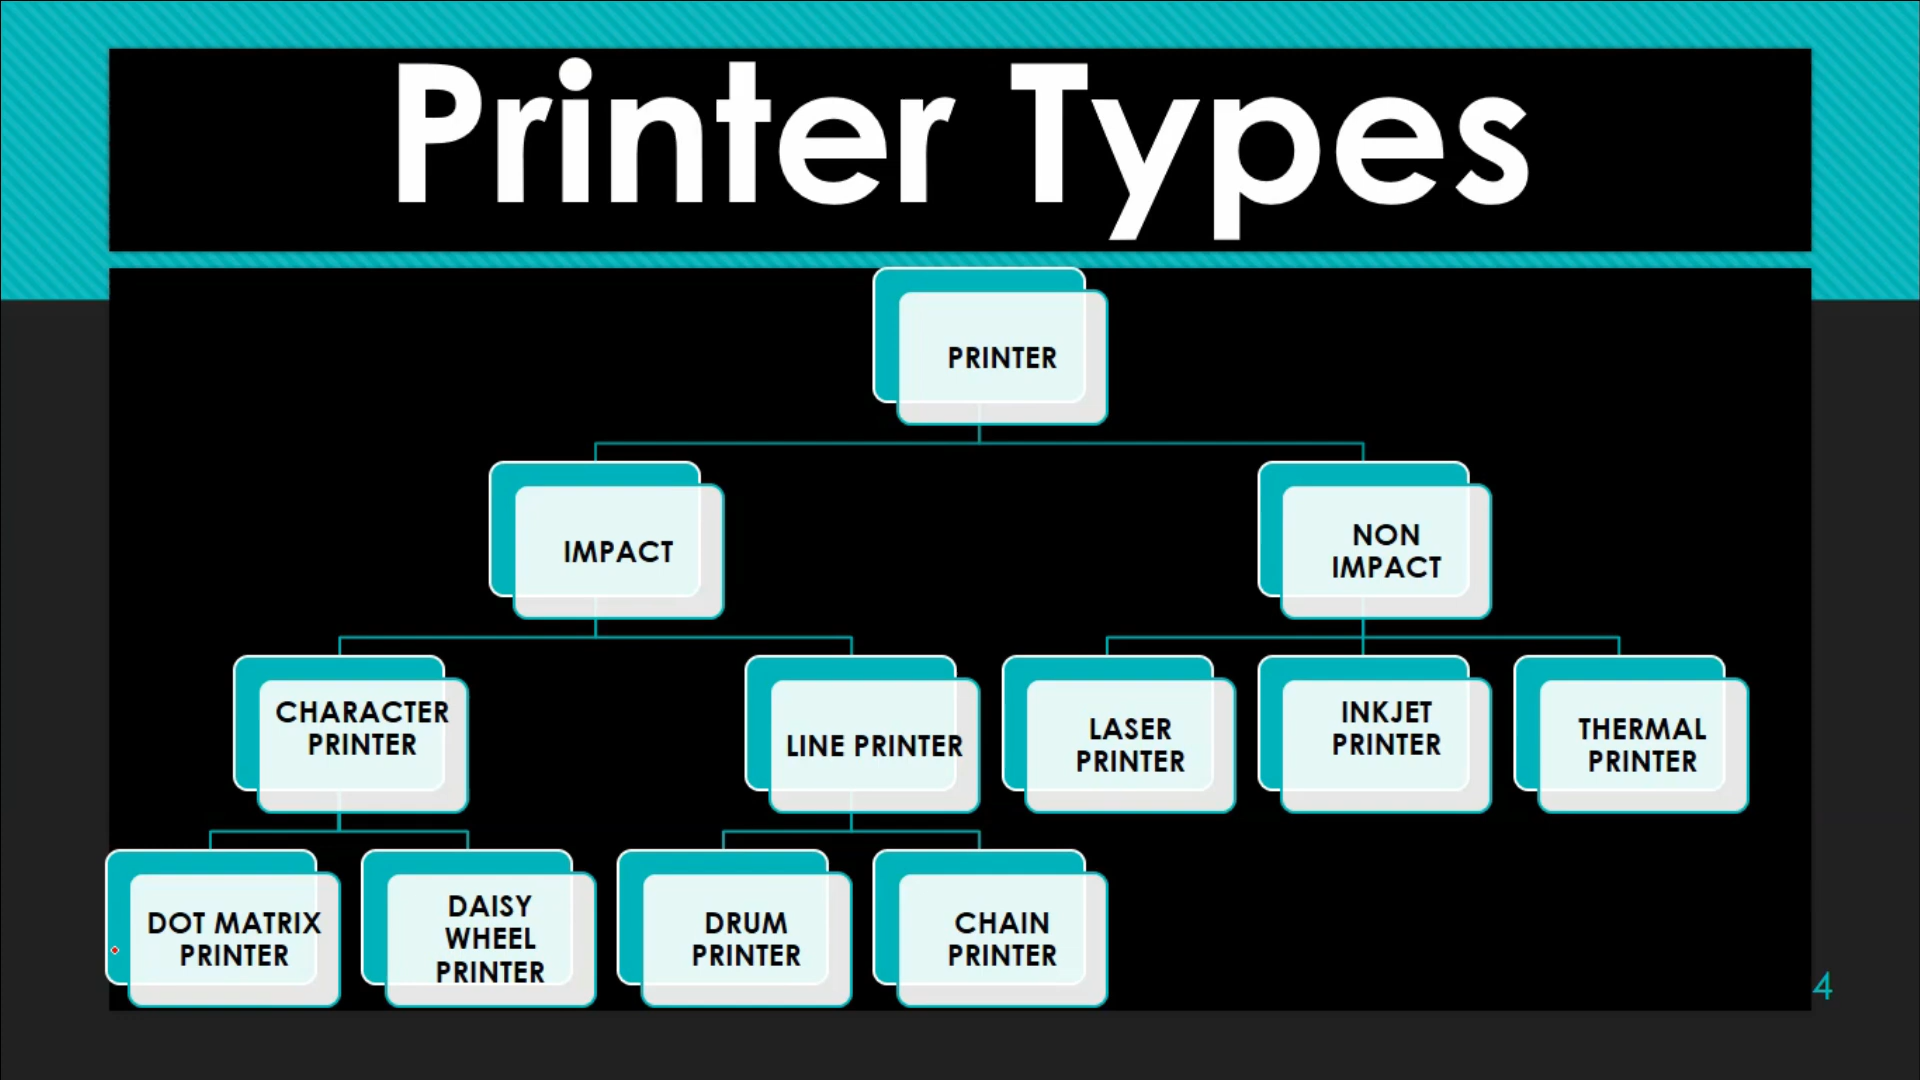 Printer Types
PRINTER
IMPACT
NON
IMPACT
CHARACTER
PRINTER
LINE PRINTER
LASER
PRINTER
INKJET
PRINTER
THERMAL
PRINTER
DOT MATRIX
PRINTER
DAISY
WHEEL
PRINTER
DRUM
PRINTER
CHAIN
PRINTER
4